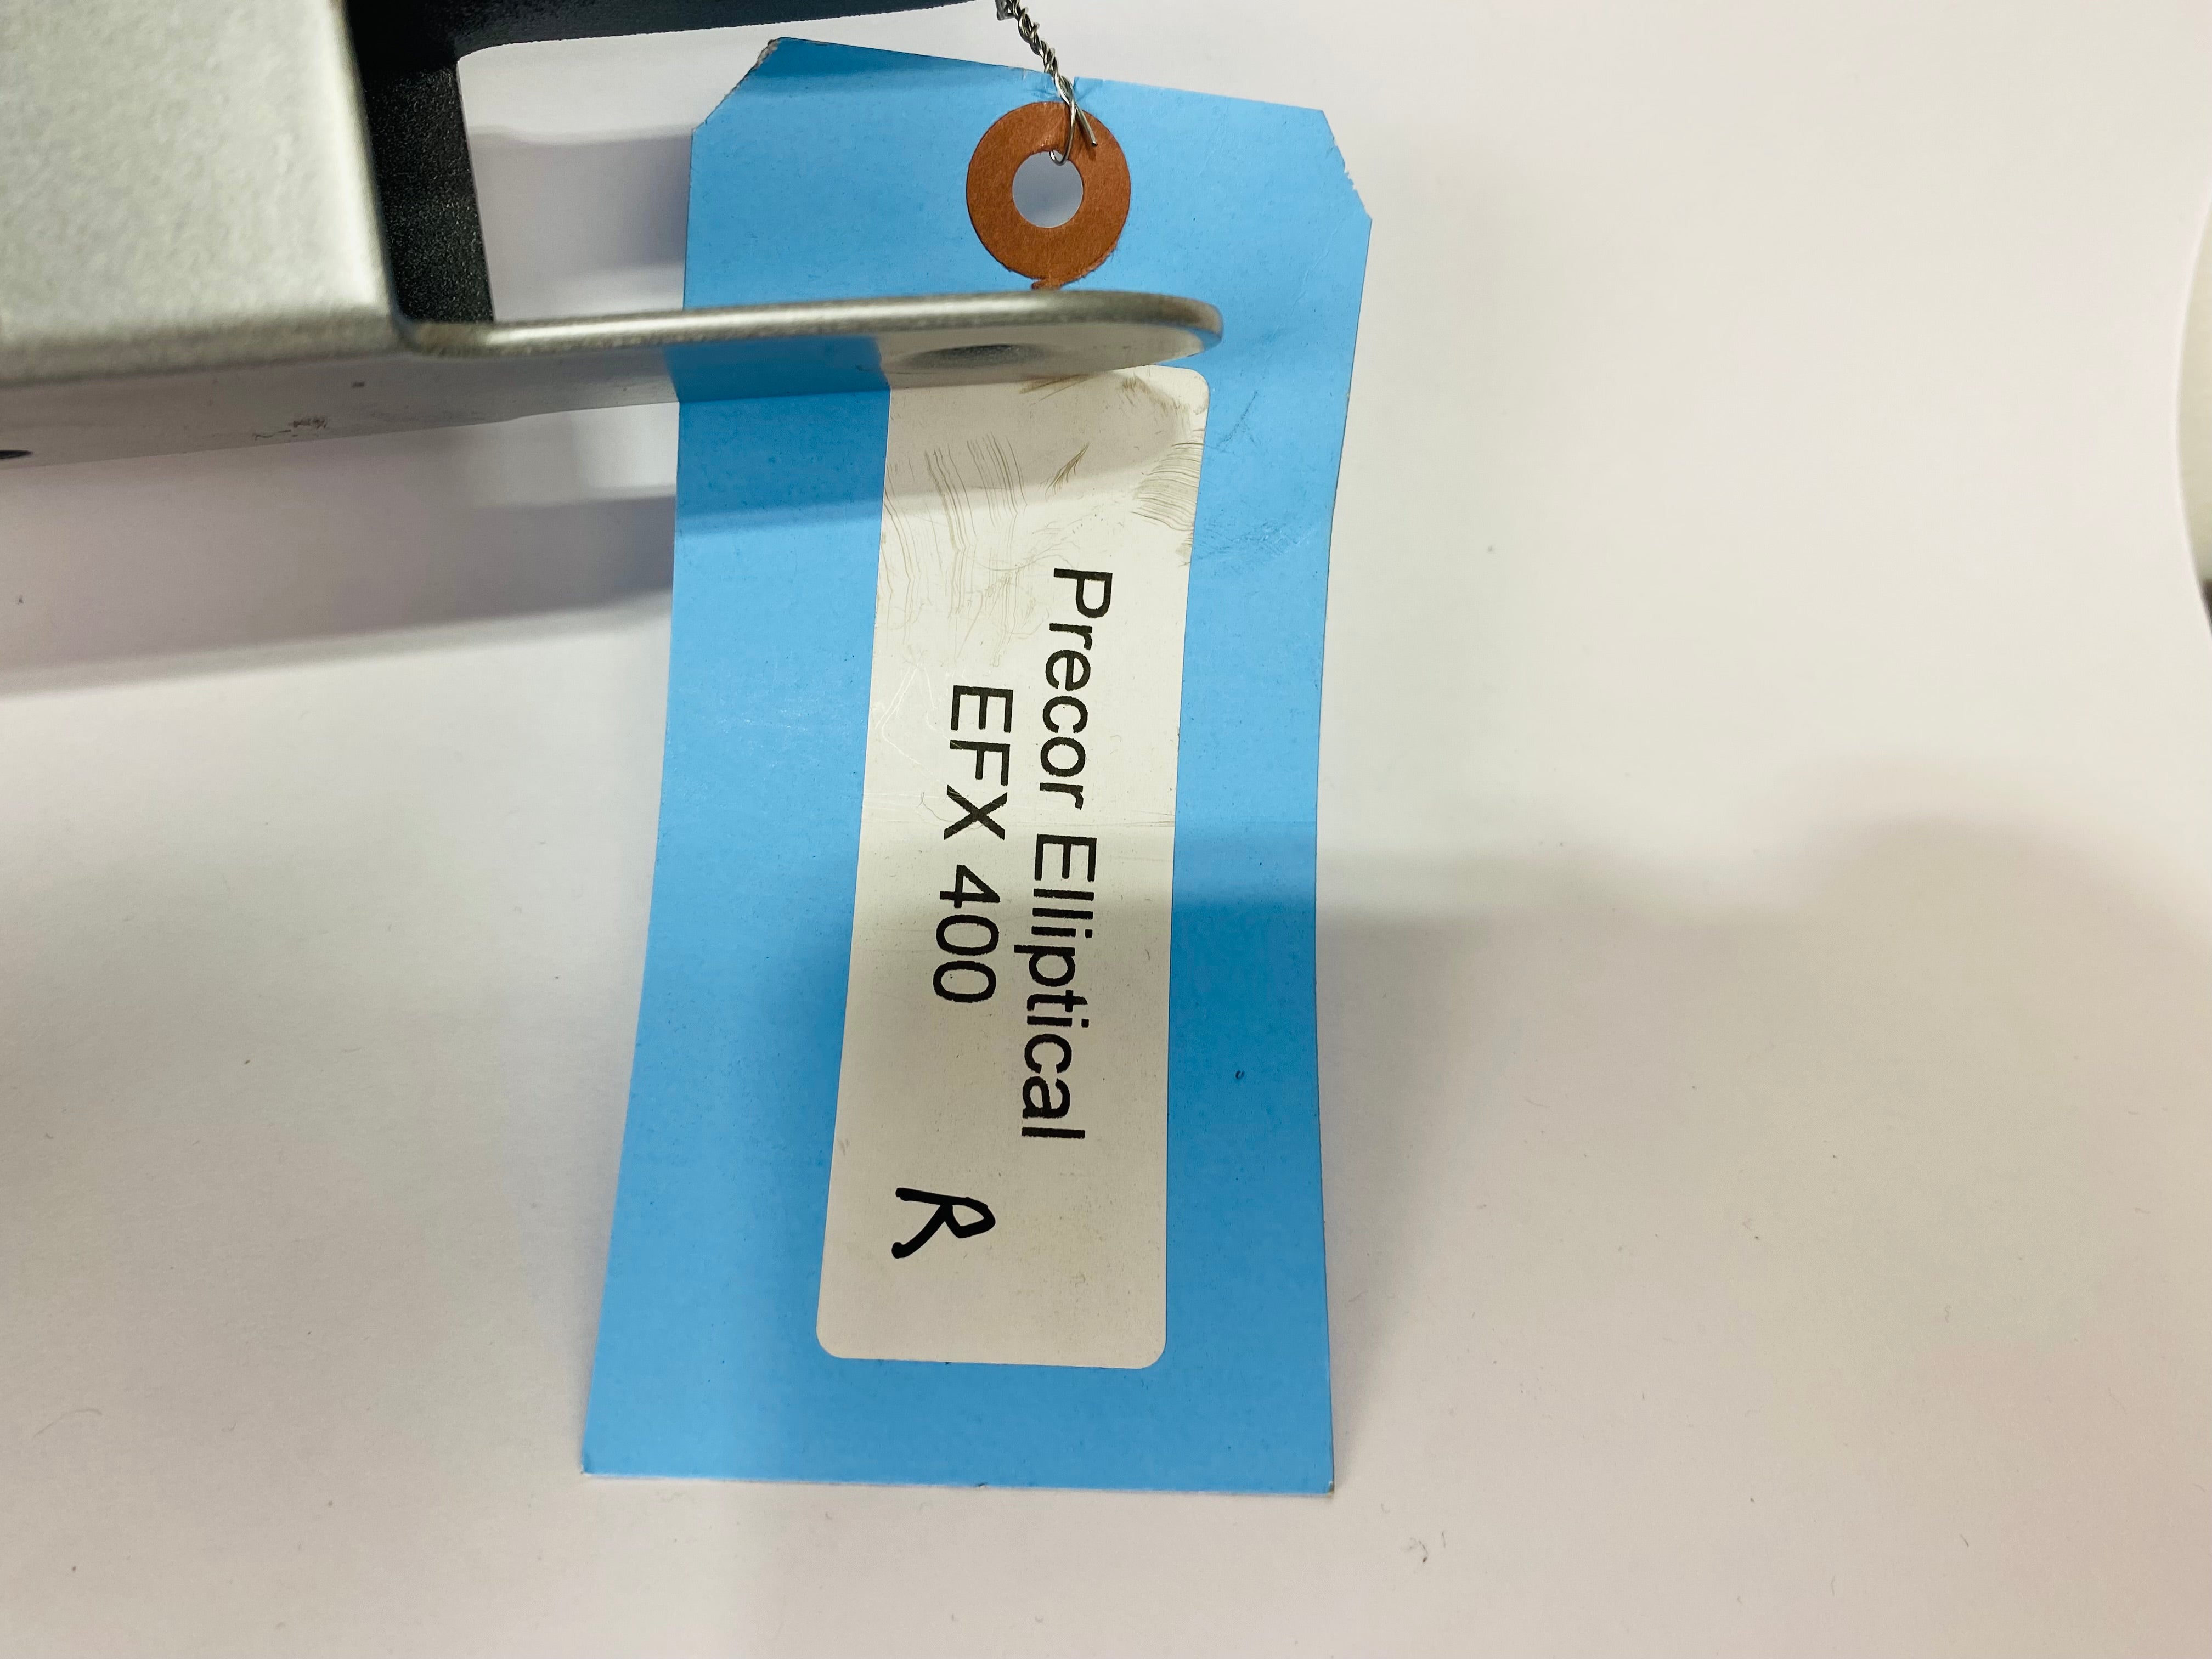 Precor Elliptical
EFX 400
R